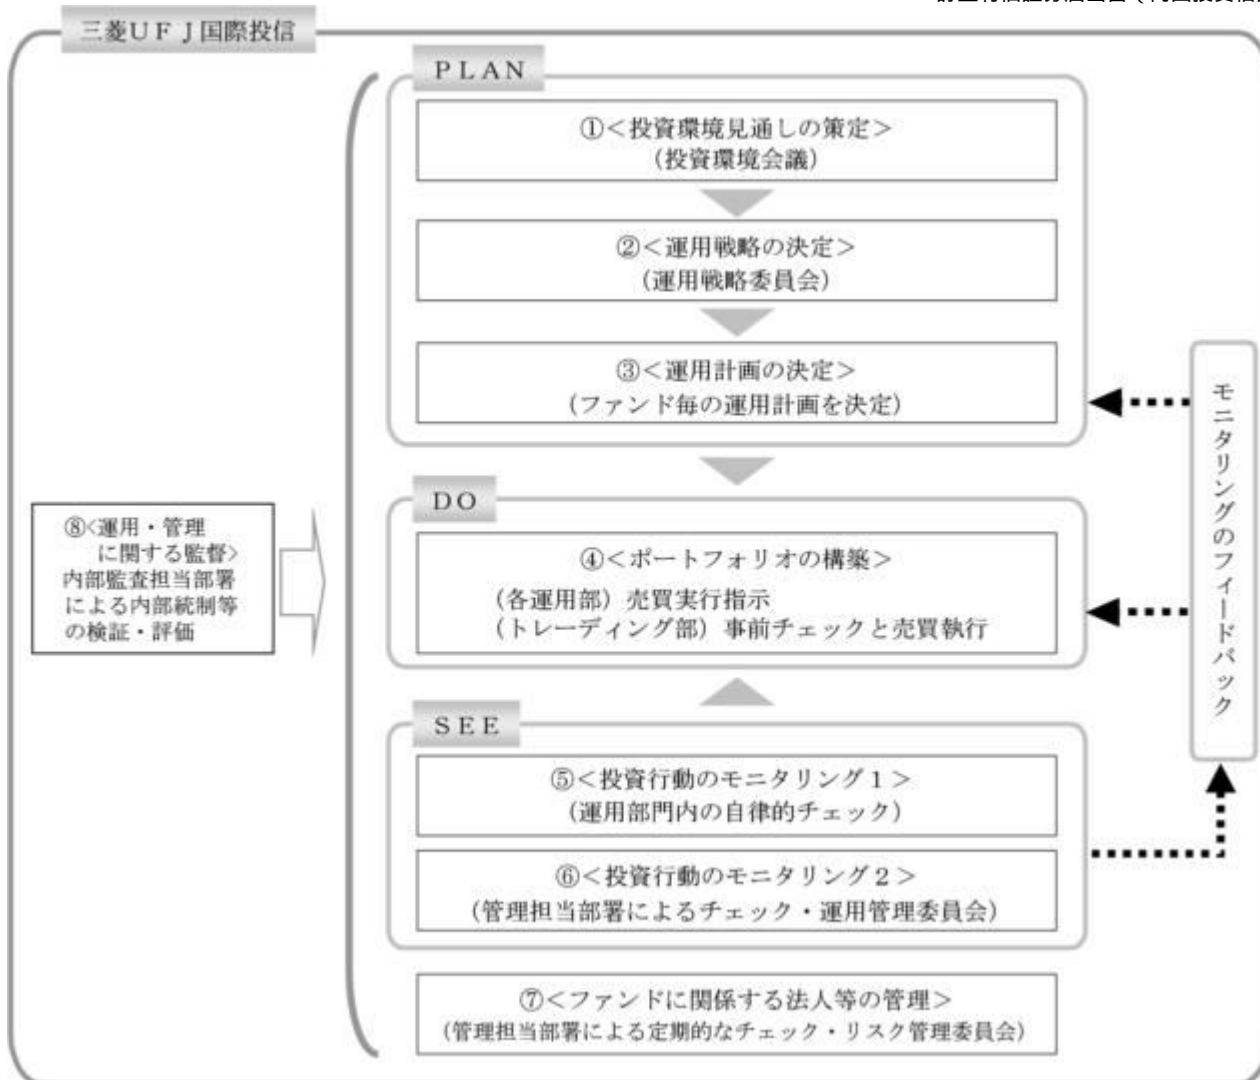 三菱ＵＦＪ国際投信
ＰＬＡＮ
①＜投資環境見通しの策定＞
（投資環境会議）
②＜運用戦略の決定＞
（運用戦略委員会）
③＜運用計画の決定＞
（ファンド毎の運用計画を決定）
ＤＯ
④＜ポートフォリオの構築＞
（各運用部）売買実行指示
（トレーディング部）事前チェックと売買執行
ＳＥＥ
⑤＜投資行動のモニタリング１＞
（運用部門内の自律的チェック）
⑥＜投資行動のモニタリング２＞
（管理担当部署によるチェック・運用管理委員会）
⑦＜ファンドに関係する法人等の管理＞
（管理担当部署による定期的なチェック・リスク管理委員会）
⑧＜運用・管理
に関する監督＞
内部監査担当部署
による内部統制等
の検証・評価
モニタリングのフィードバック